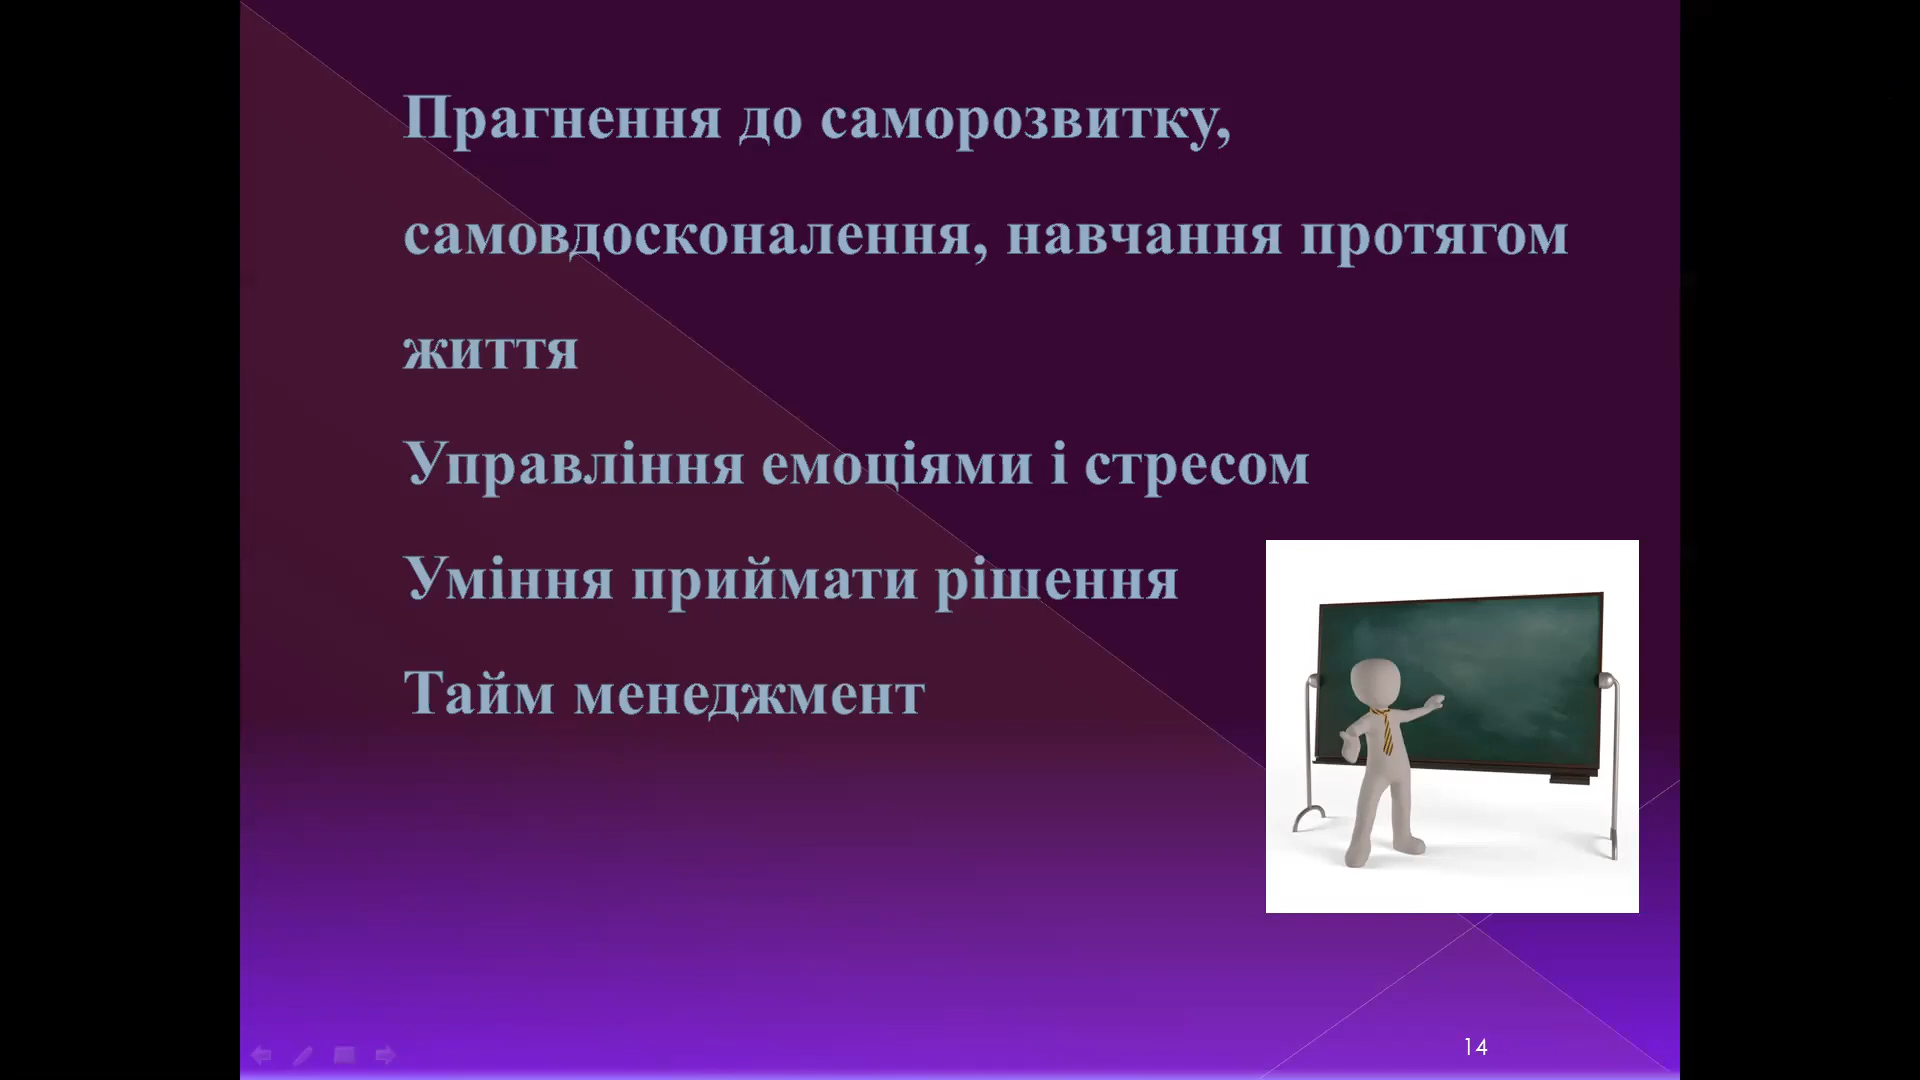 Прагнення до саморозвитку,
самовдосконалення, навчання протягом
життя
Управління емоціями і стресом
Уміння приймати рішення
Тайм менеджмент
14